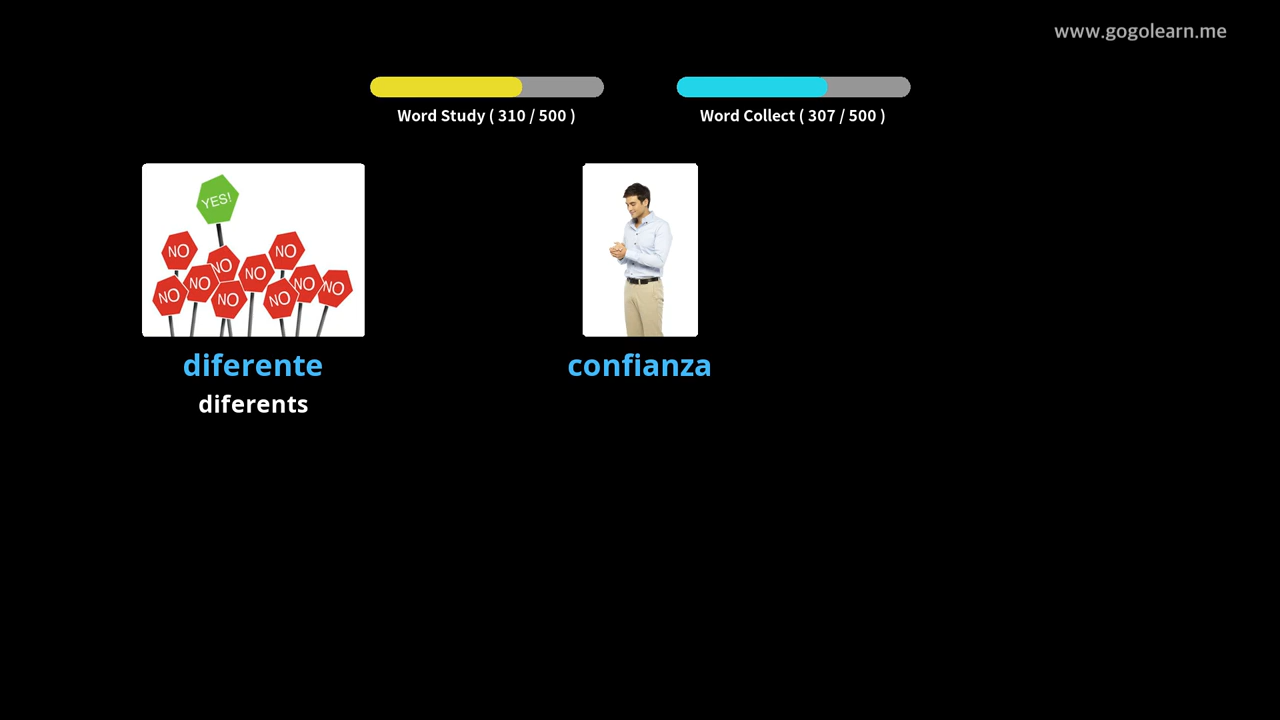 www.gogolearn.me
Word Study ( 310 / 500 )
Word Collect ( 307 / 500 )
YES!
NO
NO
NO
NO
NO
NO
NO
NO
NO
NO
diferente
diferents
confianza